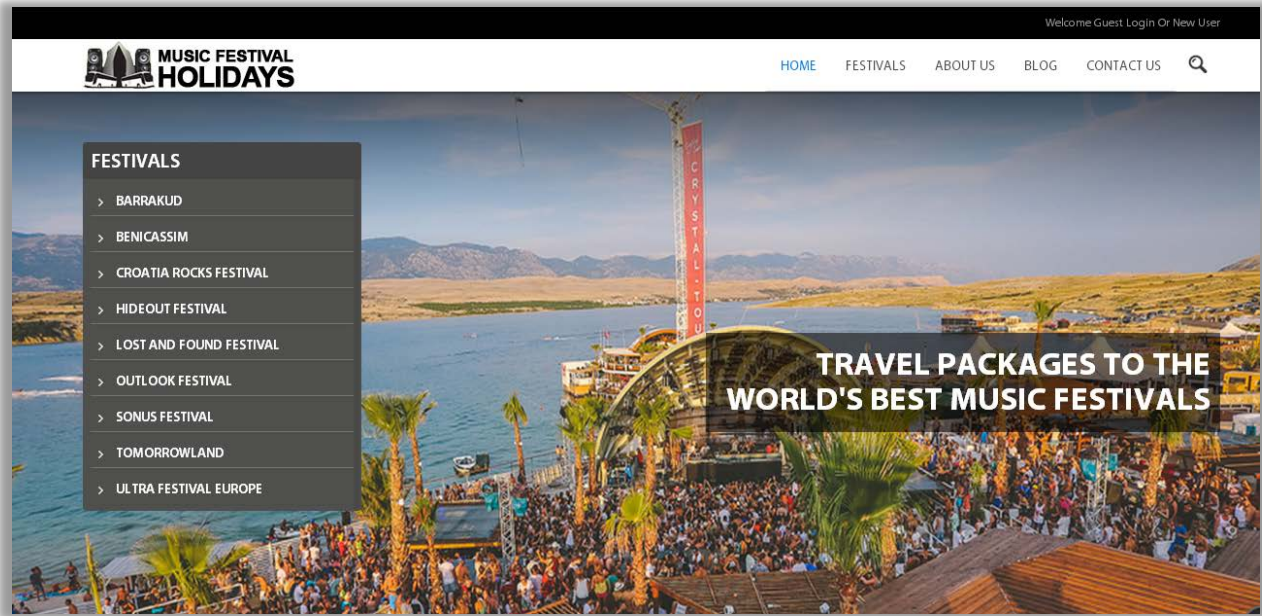 Welcome Guest Login Or New User
MUSIC FESTIVAL
HOLIDAYS
HOME FESTIVALS ABOUT US BLOG CONTACT US
FESTIVALS
BARRAKUD
BENICASSIM
CROATIA ROCKS FESTIVAL
HIDEOUT FESTIVAL
LOST AND FOUND FESTIVAL
OUTLOOK FESTIVAL
SONUS FESTIVAL
TOMORROWLAND
ULTRA FESTIVAL EUROPE
CRYSTAL-TOU
TRAVEL PACKAGES TO THE
WORLD'S BEST MUSIC FESTIVALS